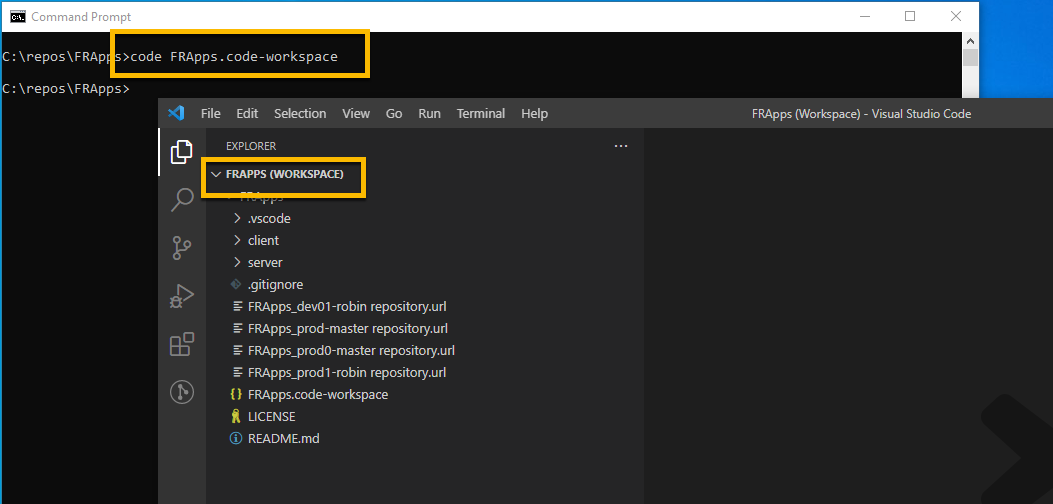 Command Prompt
C:\repos\FRApps>code FRApps.code-workspace
C:\repos\FRApps>
File Edit Selection View Go Run Terminal Help FRApps (Workspace) - Visual Studio Code
EXPLORER
FRAPPS (WORKSPACE)
FRApps
.vscode
client
server
.gitignore
FRApps_dev01-robin repository.url
FRApps_prod-master repository.url
FRApps_prod0-master repository.url
FRApps_prod1-robin repository.url
FRApps.code-workspace
LICENSE
README.md